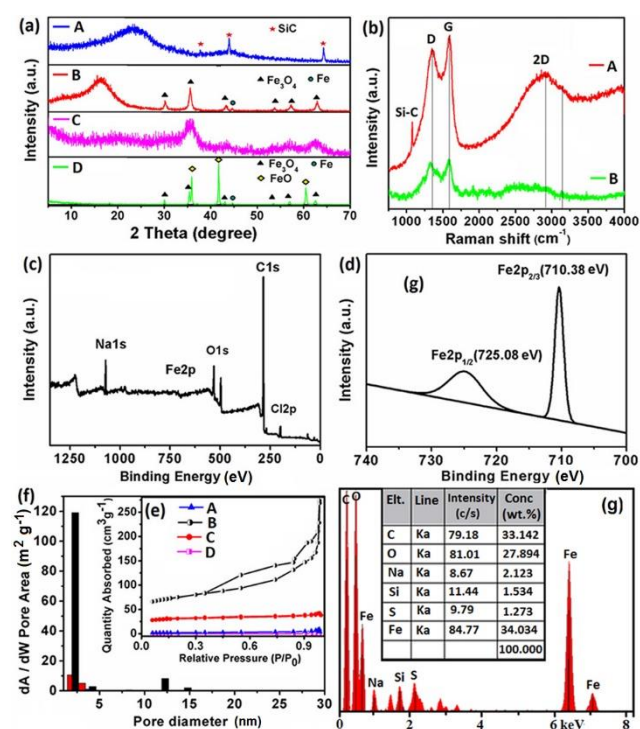 (a)
★ SiC
A
B
▲ Fe3O4 ● Fe
C
D
▲ Fe3O4 ● Fe
◆ FeO
Intensity (a.u.)
10 20 30 40 50 60 70
2 Theta (degree)
(b)
D G
2D
A
Si-C
B
Intensity (a.u.)
1000 1500 2000 2500 3000 3500 4000
Raman shift (cm-1)
(c)
C1s
Na1s
O1s
Fe2p
Cl2p
Intensity (a.u.)
1250 1000 750 500 250 0
Binding Energy (eV)
(d)
(g)
Fe2p2/3(710.38 eV)
Fe2p1/2(725.08 eV)
Intensity (a.u.)
740 730 720 710 700
Binding Energy (eV)
(f)
dA / dW Pore Area (m2 g-1)
120
100
80
60
40
20
0
0 5 10 15 20 25 30
Pore diameter (nm)
(e)
A
B
C
D
Quantity Absorbed (cm3g-1)
250
200
150
100
50
0
0.0 0.3 0.6 0.9
Relative Pressure (P/P0)
(g)
C O
Fe
Na Si S
Fe
Fe
Elt. Line Intensity (c/s) Conc (wt.%)
C Ka 79.18 33.142
O Ka 81.01 27.894
Na Ka 8.67 2.123
Si Ka 11.44 1.534
S Ka 9.79 1.273
Fe Ka 84.77 34.034
100.000
0 2 4 6 keV 8